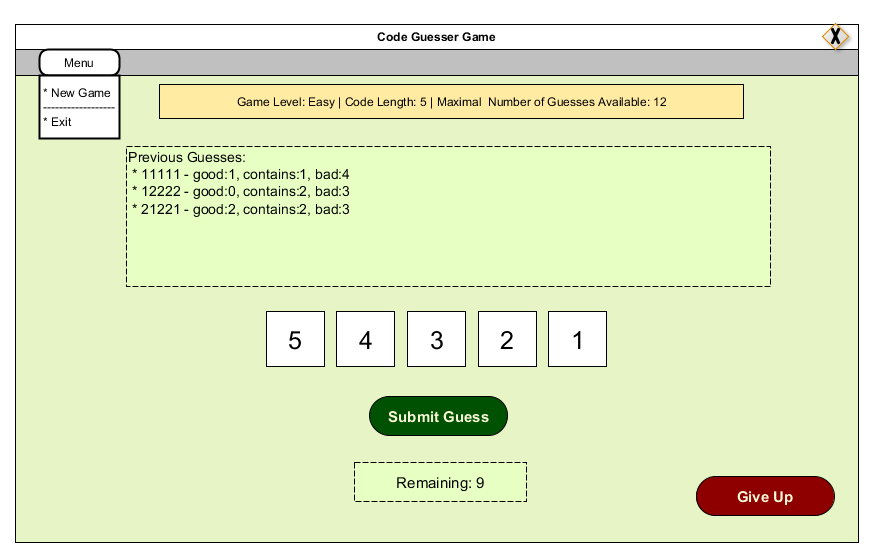 Code Guesser Game
X
Menu
* New Game
--------------------
* Exit
Game Level: Easy | Code Length: 5 | Maximal  Number of Guesses Available: 12
Previous Guesses:
* 11111 - good:1, contains:1, bad:4
* 12222 - good:0, contains:2, bad:3
* 21221 - good:2, contains:2, bad:3
5 4 3 2 1
Submit Guess
Remaining: 9
Give Up